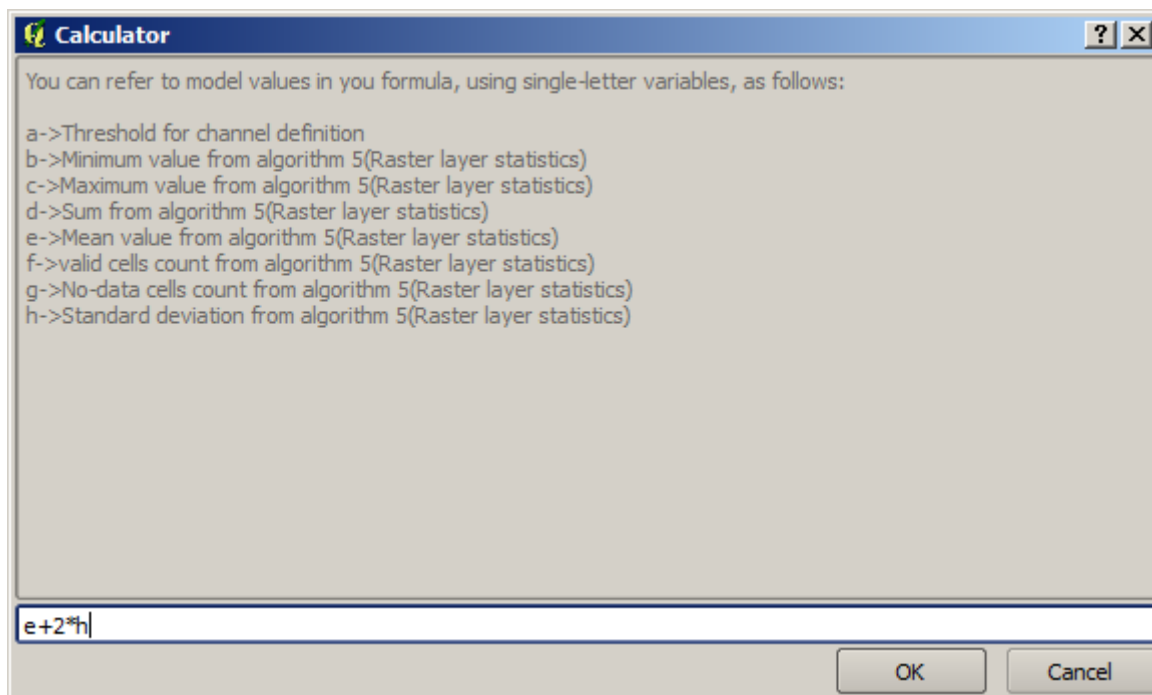 Calculator
You can refer to model values in you formula, using single-letter variables, as follows:
a->Threshold for channel definition
b->Minimum value from algorithm 5(Raster layer statistics)
c->Maximum value from algorithm 5(Raster layer statistics)
d->Sum from algorithm 5(Raster layer statistics)
e->Mean value from algorithm 5(Raster layer statistics)
f->valid cells count from algorithm 5(Raster layer statistics)
g->No-data cells count from algorithm 5(Raster layer statistics)
h->Standard deviation from algorithm 5(Raster layer statistics)
e+2*h
OK Cancel